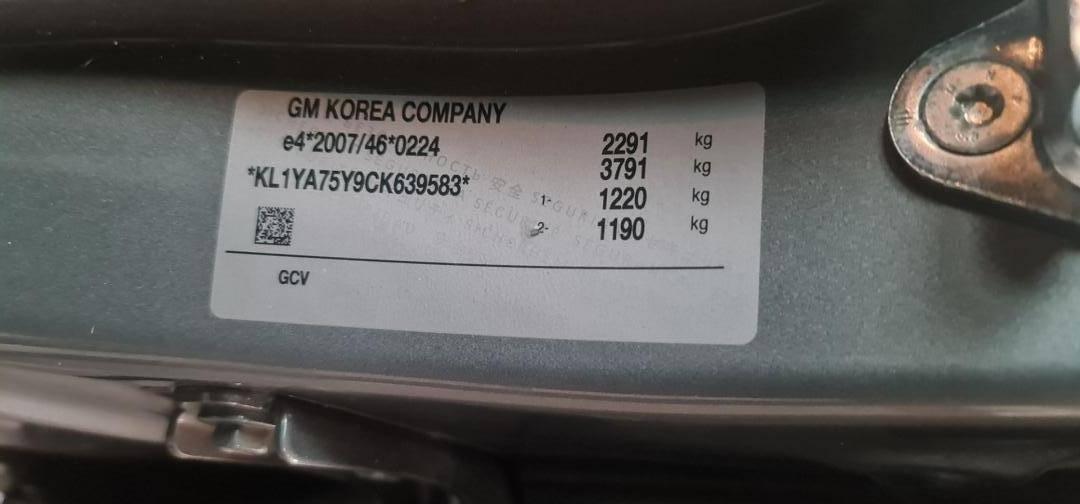 GM KOREA COMPANY
e4*2007/46*0224 2291 kg
3791 kg
*KL1YA75Y9CK639583* 1- 1220 kg
2- 1190 kg
GCV